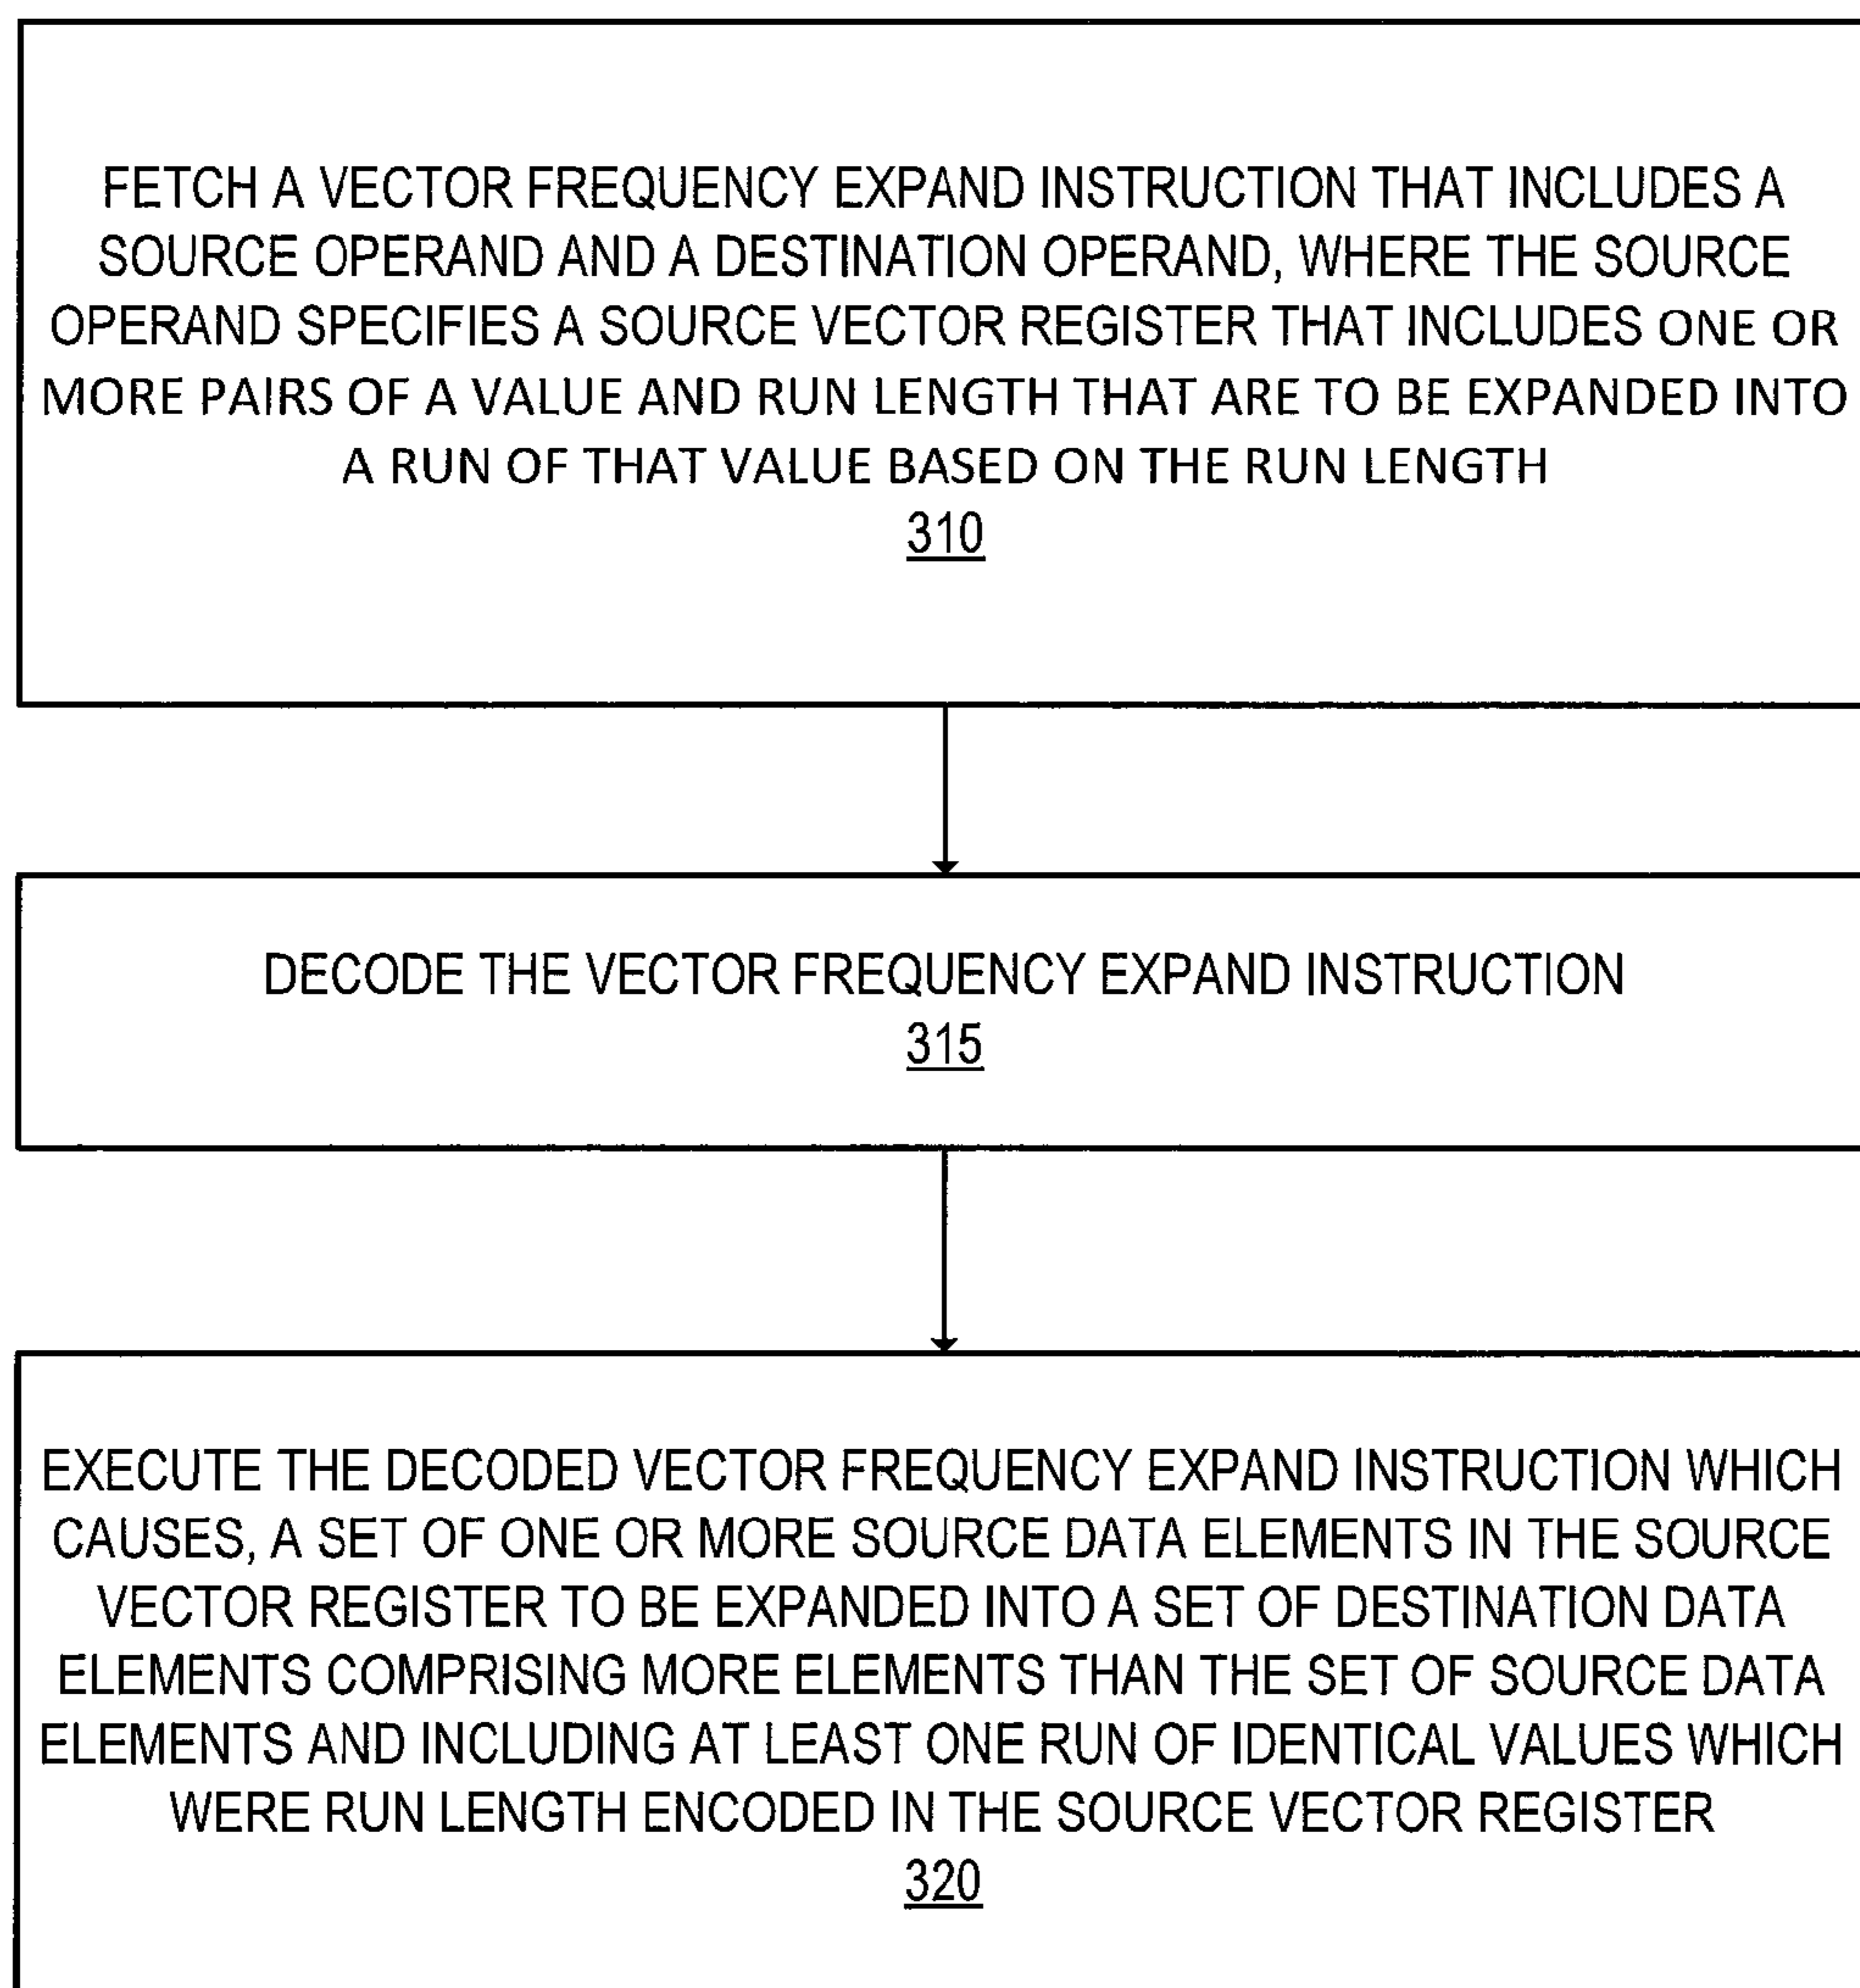 FETCH A VECTOR FREQUENCY EXPAND INSTRUCTION THAT INCLUDES A
SOURCE OPERAND AND A DESTINATION OPERAND, WHERE THE SOURCE
OPERAND SPECIFIES A SOURCE VECTOR REGISTER THAT INCLUDES ONE OR
MORE PAIRS OF A VALUE AND RUN LENGTH THAT ARE TO BE EXPANDED INTO
A RUN OF THAT VALUE BASED ON THE RUN LENGTH
310
DECODE THE VECTOR FREQUENCY EXPAND INSTRUCTION
315
EXECUTE THE DECODED VECTOR FREQUENCY EXPAND INSTRUCTION WHICH
CAUSES, A SET OF ONE OR MORE SOURCE DATA ELEMENTS IN THE SOURCE
VECTOR REGISTER TO BE EXPANDED INTO A SET OF DESTINATION DATA
ELEMENTS COMPRISING MORE ELEMENTS THAN THE SET OF SOURCE DATA
ELEMENTS AND INCLUDING AT LEAST ONE RUN OF IDENTICAL VALUES WHICH
WERE RUN LENGTH ENCODED IN THE SOURCE VECTOR REGISTER
320